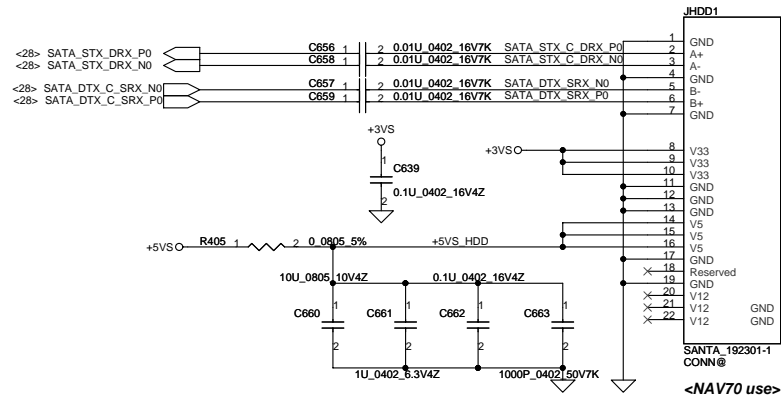 JHDD1
<28> SATA_STX_DRX_P0 C656 1 2 0.01U_0402_16V7K SATA_STX_C_DRX_P0
<28> SATA_STX_DRX_N0 C658 1 2 0.01U_0402_16V7K SATA_STX_C_DRX_N0
<28> SATA_DTX_C_SRX_N0 C657 1 2 0.01U_0402_16V7K SATA_DTX_SRX_N0
<28> SATA_DTX_C_SRX_P0 C659 1 2 0.01U_0402_16V7K SATA_DTX_SRX_P0
1 GND
2 A+
3 A-
4 GND
5 B-
6 B+
7 GND
+3VS
1
C639
0.1U_0402_16V4Z
2
+3VS
8 V33
9 V33
10 V33
11 GND
12 GND
13 GND
14 V5
15 V5
16 V5
17 GND
18 Reserved
19 GND
20 V12
21 V12 GND
22 V12 GND
+5VS R405 1 2 0_0805_5% +5VS_HDD
10U_0805_10V4Z 0.1U_0402_16V4Z
1 1 1 1
C660 C661 C662 C663
2 2 2 2
1U_0402_6.3V4Z 1000P_0402_50V7K
SANTA_192301-1
CONN@
<NAV70 use>